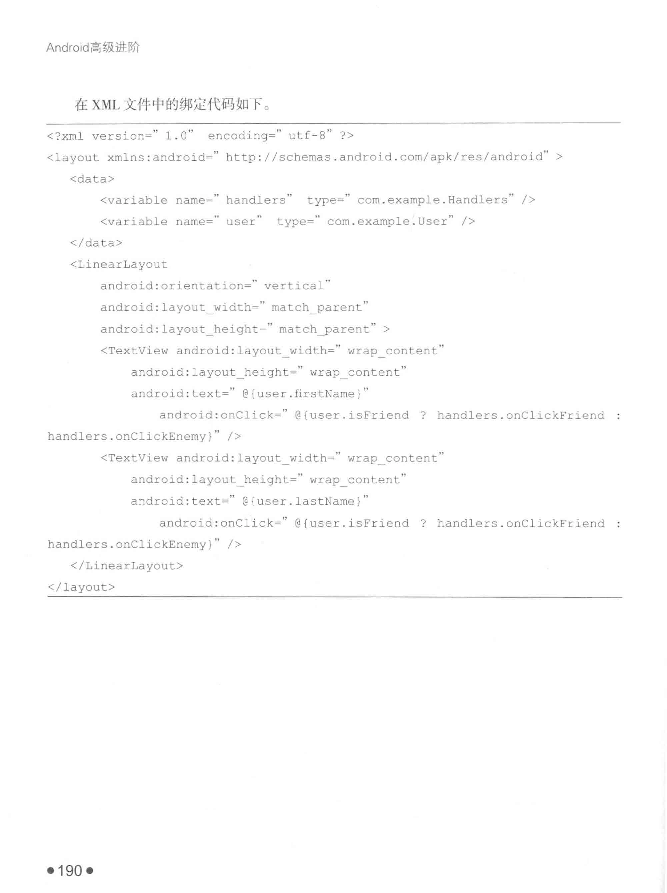 Android高级进阶
在 XML 文件中的绑定代码如下。
<?xml version=” 1.0” encoding=” utf-8” ?>
<layout xmlns:android=” http://schemas.android.com/apk/res/android” >
<data>
<variable name=” handlers” type=” com.example.Handlers” />
<variable name=” user” type=” com.example.User” />
</data>
<LinearLayout
android:orientation=” vertical”
android:layout_width=” match_parent”
android:layout_height=” match_parent” >
<TextView android:layout_width=” wrap_content”
android:layout_height=” wrap_content”
android:text=” @{user.firstName}”
android:onClick=” @{user.isFriend ? handlers.onClickFriend :
handlers.onClickEnemy}” />
<TextView android:layout_width=” wrap_content”
android:layout_height=” wrap_content”
android:text=” @{user.lastName}”
android:onClick=” @{user.isFriend ? handlers.onClickFriend :
handlers.onClickEnemy}” />
</LinearLayout>
</layout>
●190●